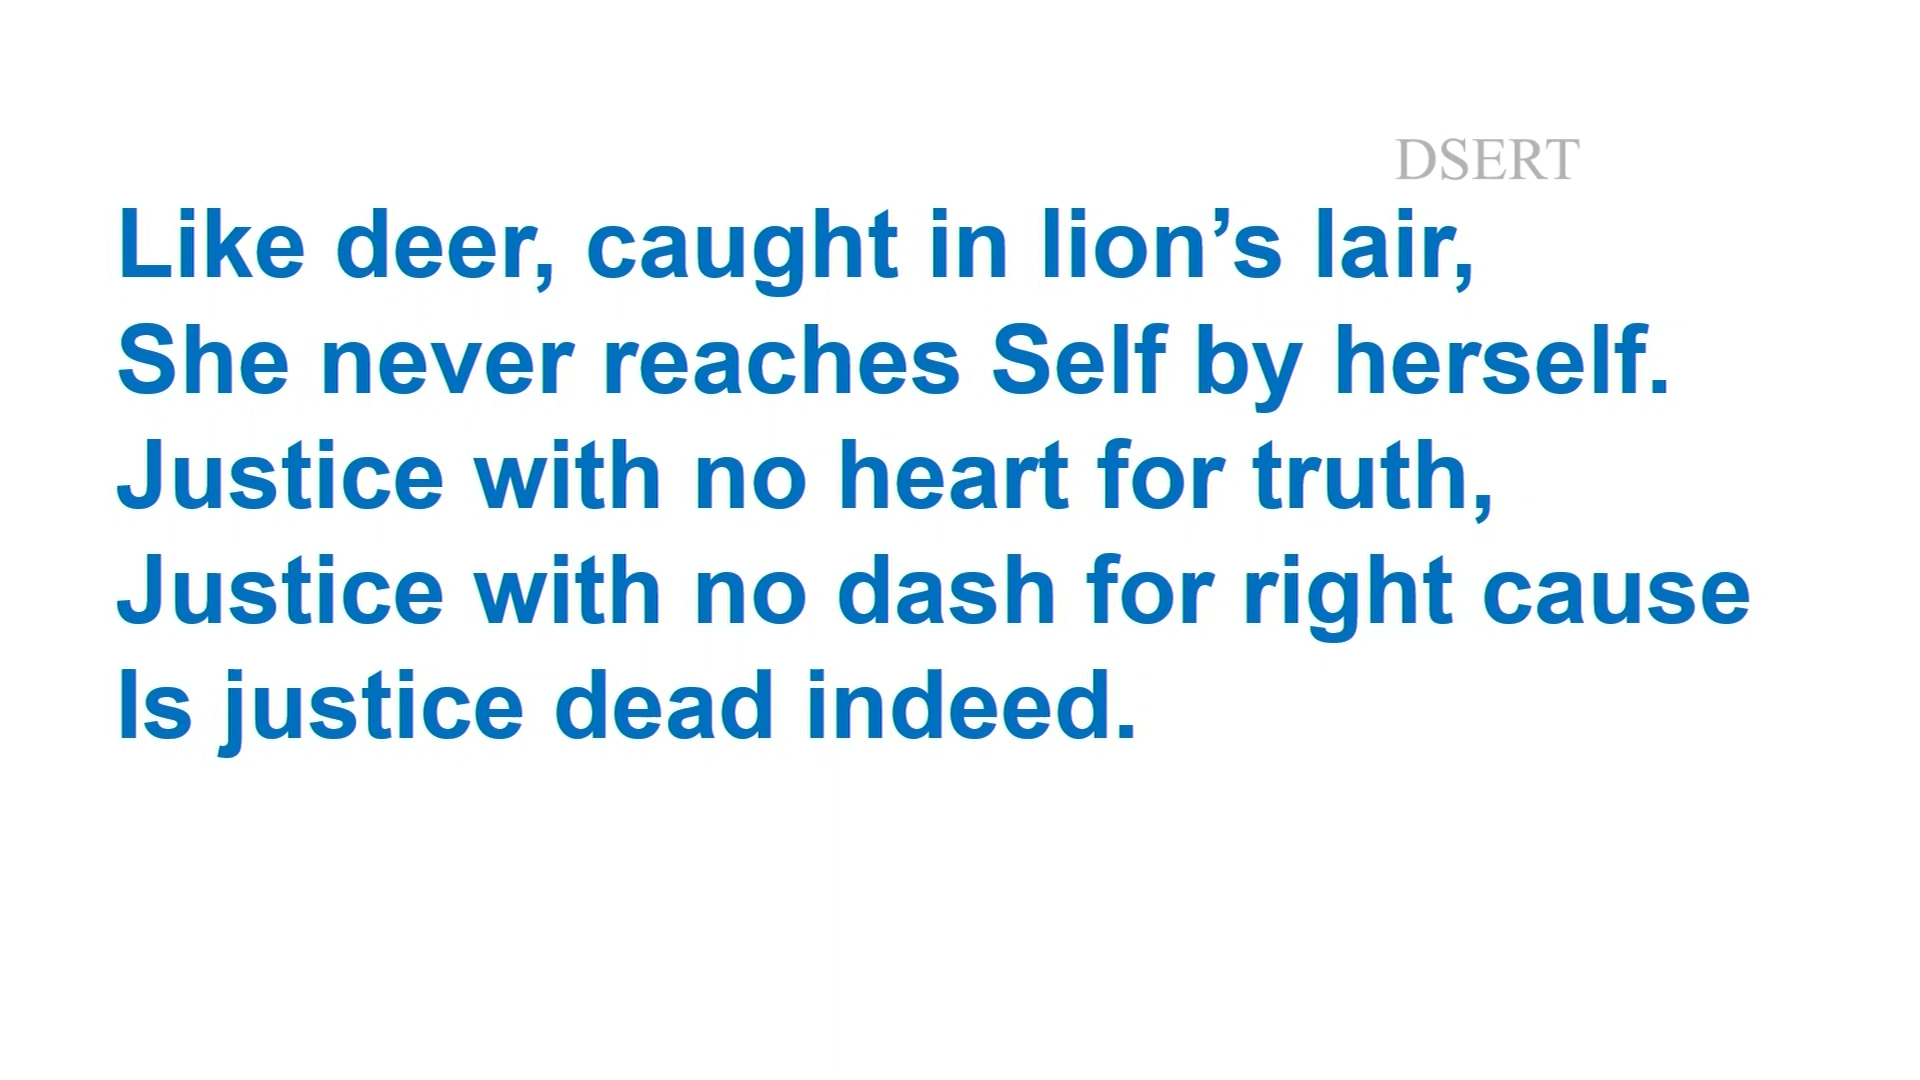 DSERT
Like deer, caught in lion’s lair,
She never reaches Self by herself.
Justice with no heart for truth,
Justice with no dash for right cause
Is justice dead indeed.